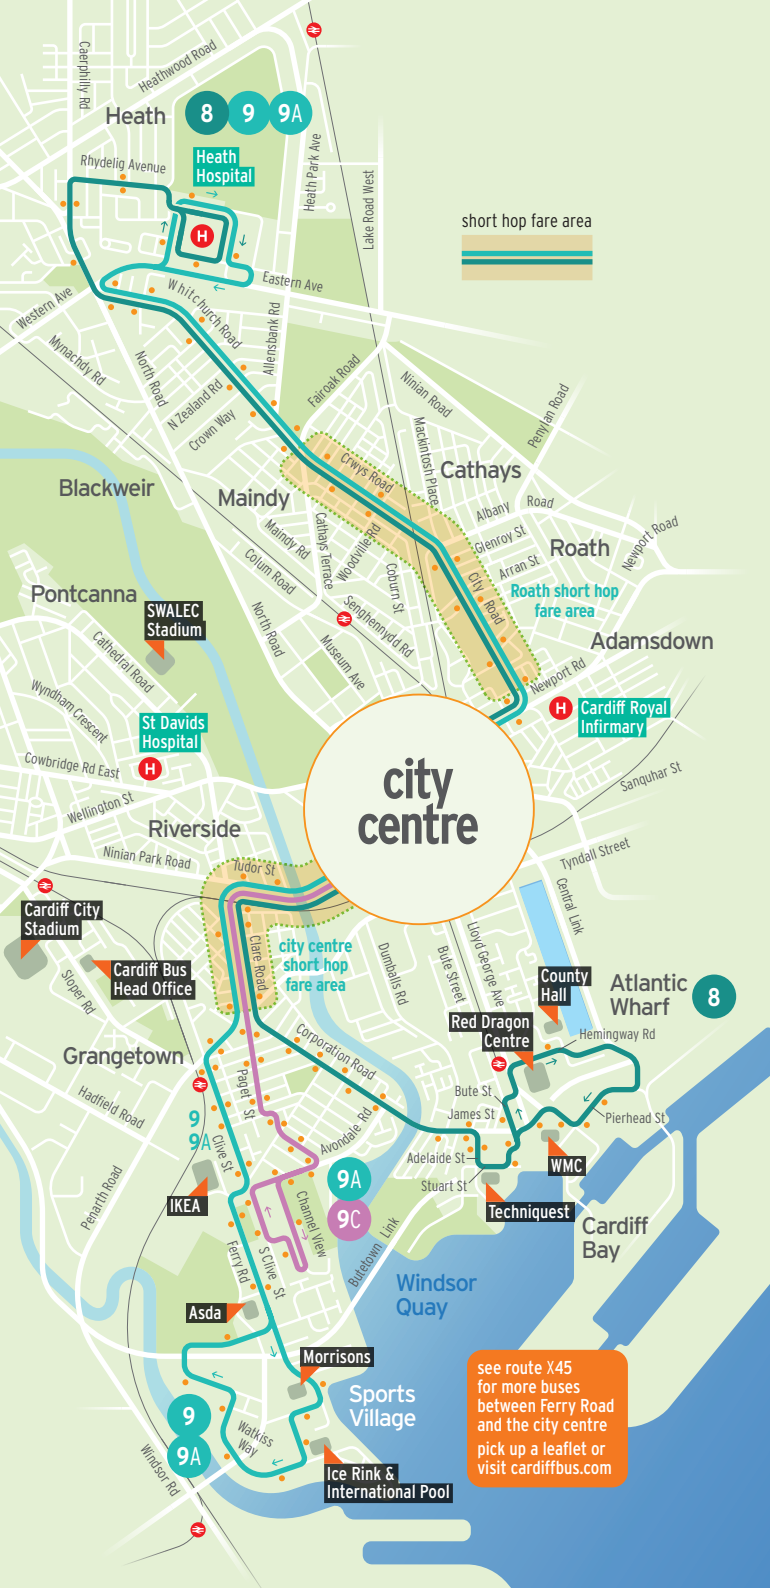 Caerphilly Rd
Heathwood Road
Heath
8
9
9A
Rhydelig Avenue
Heath
Hospital
Heath Park Ave
Lake Road West
short hop fare area
H
Eastern Ave
Western Ave
Whitchurch Road
Allensbank Rd
Mynachdy Rd
North Road
N Zealand Rd
Crown Way
Fairoak Road
Ninian Road
Penylan Road
Mackintosh Place
Crwys Road
Cathays
Blackweir
Maindy
Albany Road
Maindy Rd
Cathays Terrace
Woodville Rd
Glenroy St
Roath
Newport Road
Colum Road
Coburn St
Arran St
City Road
Roath short hop
fare area
Pontcanna
SWALEC
Stadium
North Road
Senghennydd Rd
Museum Ave
Adamsdown
Cathedral Road
Newport Rd
Wyndham Crescent
St Davids
Hospital
H
H
Cardiff Royal
Infirmary
Cowbridge Rd East
Wellington St
city
centre
Sanquhar St
Riverside
Ninian Park Road
Tudor St
Tyndall Street
Central Link
Cardiff City
Stadium
Clare Road
city centre
short hop
fare area
Cardiff Bus
Head Office
Sloper Rd
Dumballs Rd
Bute Street
Lloyd George Ave
County
Hall
Atlantic
Wharf
8
Red Dragon
Centre
Hemingway Rd
Grangetown
Corporation Road
Hadfield Road
Paget St
Bute St
James St
Pierhead St
9
9A
Clive St
Avondale Rd
Adelaide St
Stuart St
WMC
Techniquest
Penarth Road
IKEA
9A
9C
Channel View
Cardiff
Bay
Ferry Rd
S Clive St
Butetown Link
Windsor
Quay
Asda
Morrisons
Sports
Village
see route X45
for more buses
between Ferry Road
and the city centre
pick up a leaflet or
visit cardiffbus.com
9
9A
Watkiss
Way
Windsor Rd
Ice Rink &
International Pool